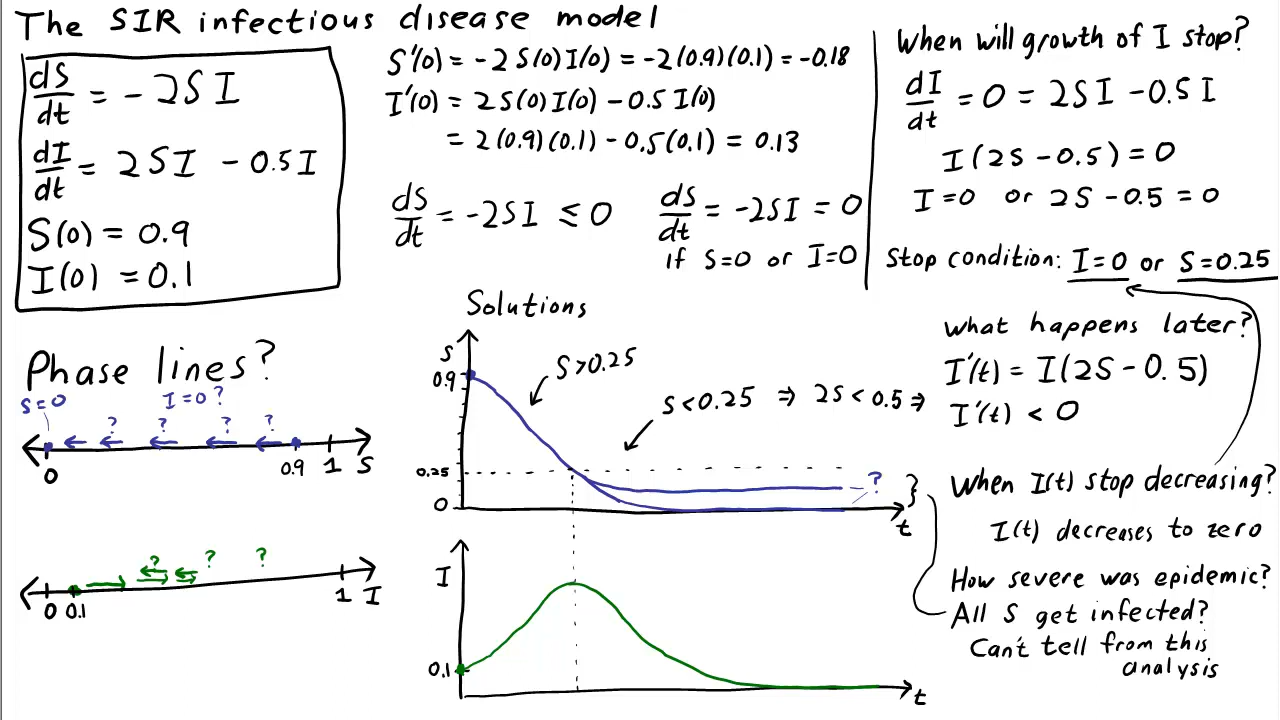 The SIR infectious disease model
dS/dt = -2SI
dI/dt = 2SI - 0.5I
S(0) = 0.9
I(0) = 0.1
S'(0) = -2S(0)I(0) = -2(0.9)(0.1) = -0.18
I'(0) = 2S(0)I(0) - 0.5I(0)
= 2(0.9)(0.1) - 0.5(0.1) = 0.13
dS/dt = -2SI ≤ 0
dS/dt = -2SI = 0
if S=0 or I=0
When will growth of I stop?
dI/dt = 0 = 2SI - 0.5I
I(2S - 0.5) = 0
I=0 or 2S - 0.5 = 0
Stop condition: I=0 or S=0.25
Phase lines?
S=0 I=0?
? ? ? ?
0 0.9 1 S
? ? ?
0 0.1 1 I
Solutions
S
0.9
0.25
0
t
S>0.25
S<0.25 ⇒ 2S<0.5 ⇒
?
I
0.1
t
What happens later?
I'(t) = I(2S - 0.5)
I'(t) < 0
When I(t) stop decreasing?
I(t) decreases to zero
How severe was epidemic?
All S get infected?
Can't tell from this
analysis